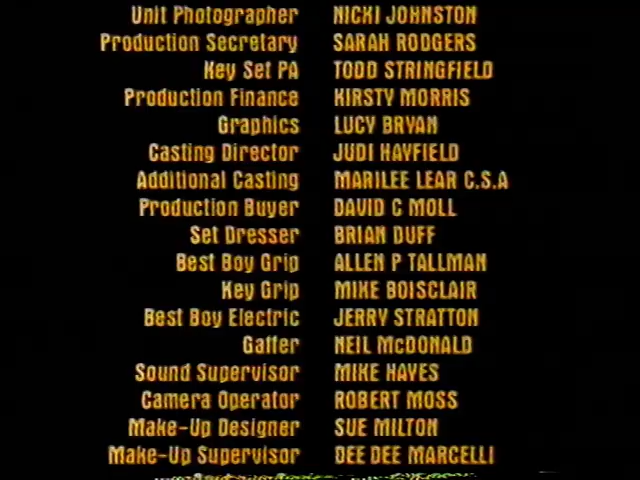 Unit Photographer NICKI JOHNSTON
Production Secretary SARAH RODGERS
Key Set PA TODD STRINGFIELD
Production Finance KIRSTY MORRIS
Graphics LUCY BRYAN
Casting Director JUDI HAYFIELD
Additional Casting MARILEE LEAR C.S.A
Production Buyer DAVID C MOLL
Set Dresser BRIAN DUFF
Best Boy Grip ALLEN P TALLMAN
Key Grip MIKE BOISCLAIR
Best Boy Electric JERRY STRATTON
Gaffer NEIL McDONALD
Sound Supervisor MIKE HAYES
Camera Operator ROBERT MOSS
Make-Up Designer SUE MILTON
Make-Up Supervisor DEE DEE MARCELLI